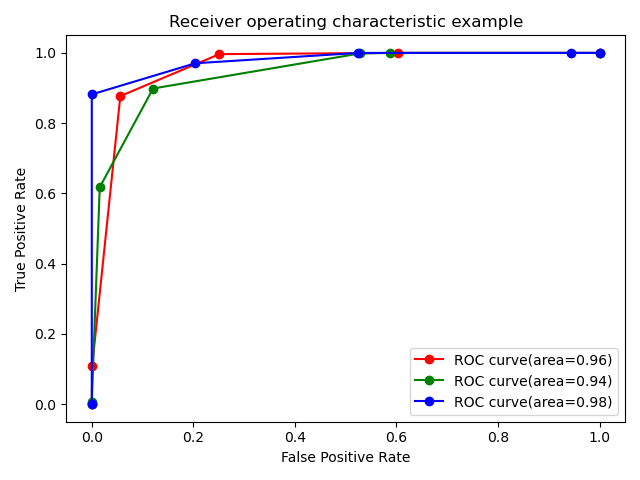 Receiver operating characteristic example
True Positive Rate
1.0
0.8
0.6
0.4
0.2
0.0
ROC curve(area=0.96)
ROC curve(area=0.94)
ROC curve(area=0.98)
0.0 0.2 0.4 0.6 0.8 1.0
False Positive Rate